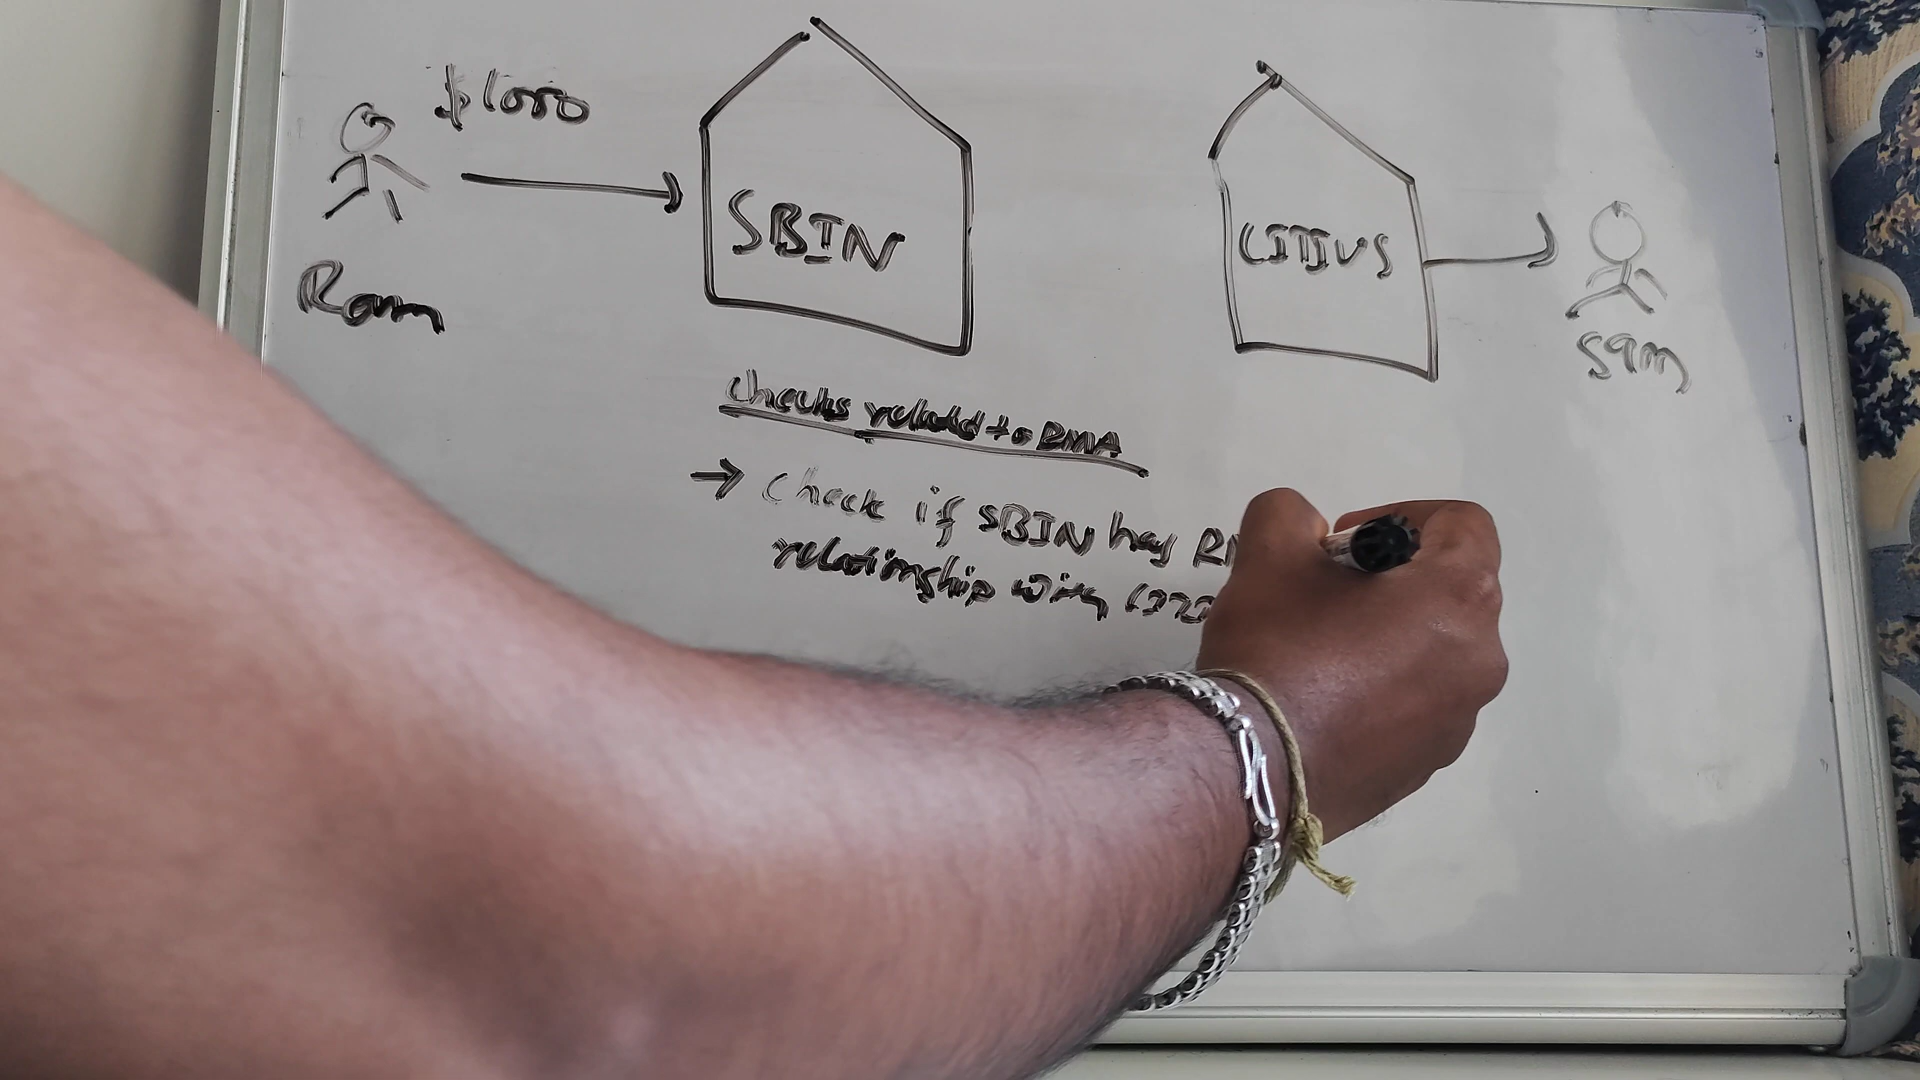 $1000
SBIN
CITIUS
Ram
Sam
Checks related to RMA
→ Check if SBIN has
relationship with